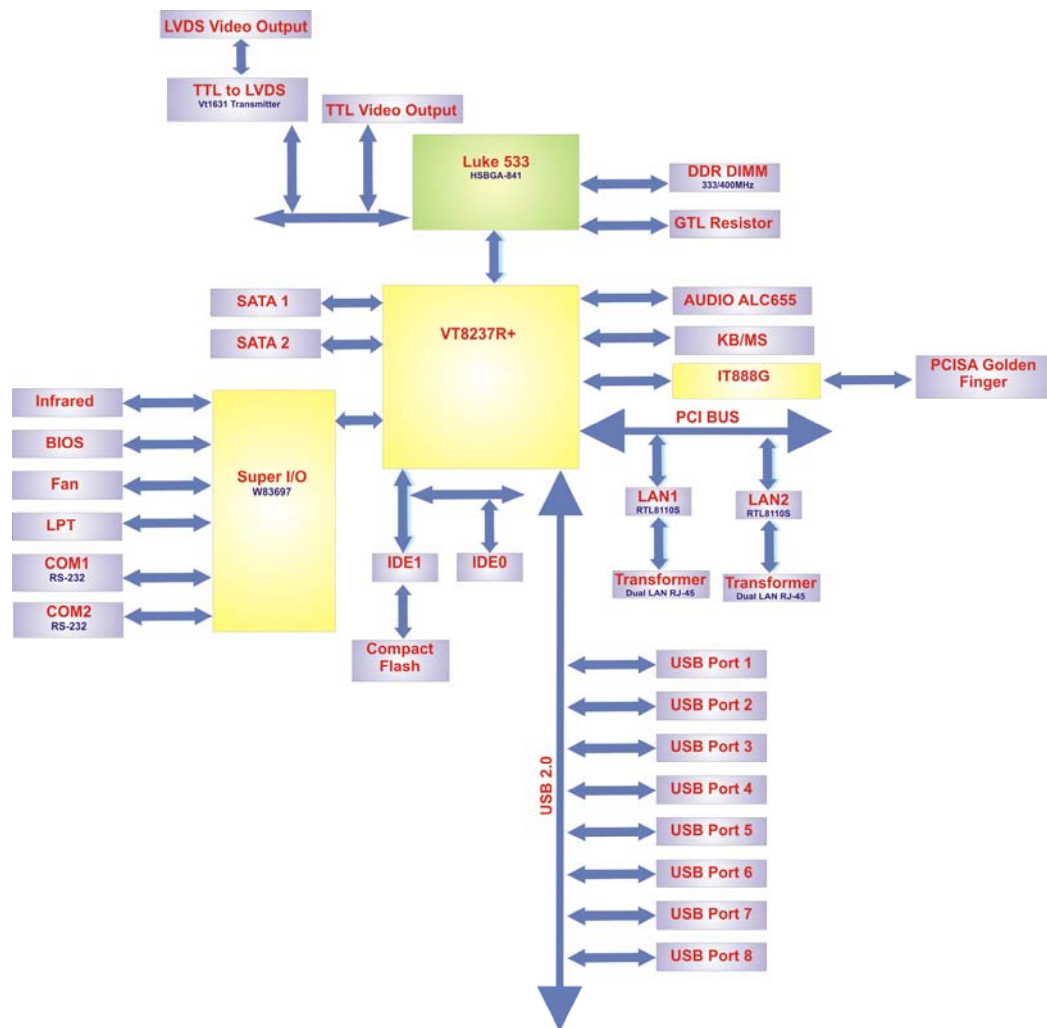 LVDS Video Output
TTL to LVDS
Vt1631 Transmitter
TTL Video Output
Luke 533
HSBGA-841
DDR DIMM
333/400MHz
GTL Resistor
SATA 1
SATA 2
VT8237R+
AUDIO ALC655
KB/MS
IT888G
PCISA Golden
Finger
PCI BUS
Infrared
BIOS
Fan
LPT
COM1
RS-232
COM2
RS-232
Super I/O
W83697
LAN1
RTL8110S
LAN2
RTL8110S
IDE1
IDE0
Transformer
Dual LAN RJ-45
Transformer
Dual LAN RJ-45
Compact
Flash
USB 2.0
USB Port 1
USB Port 2
USB Port 3
USB Port 4
USB Port 5
USB Port 6
USB Port 7
USB Port 8